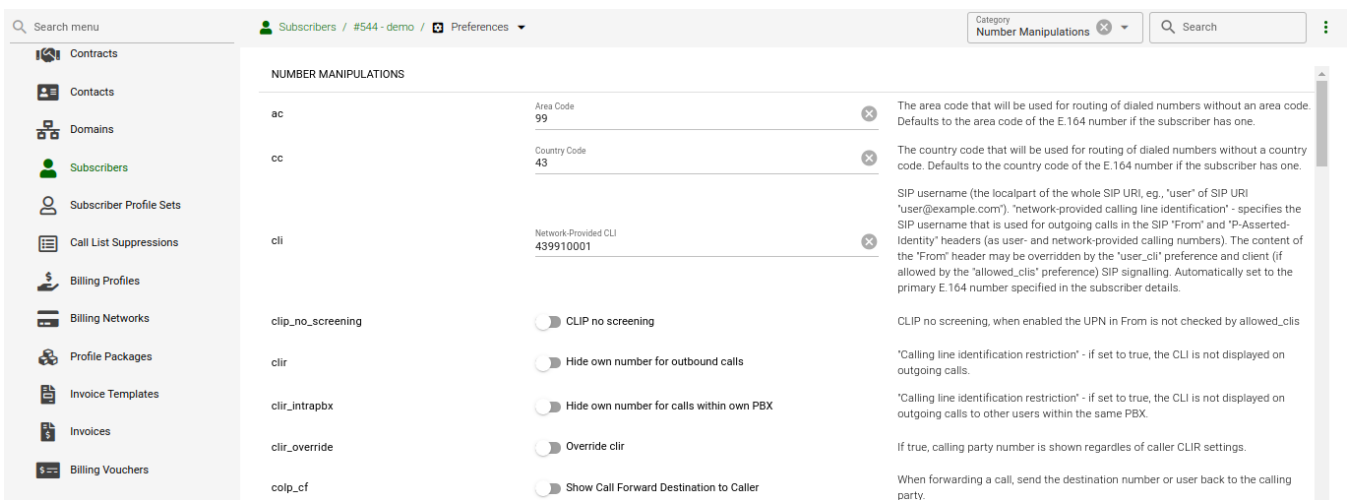 Search menu
Contracts
Contacts
Domains
Subscribers
Subscriber Profile Sets
Call List Suppressions
Billing Profiles
Billing Networks
Profile Packages
Invoice Templates
Invoices
Billing Vouchers
Subscribers / #544 - demo / Preferences
Category
Number Manipulations
Search
NUMBER MANIPULATIONS
ac
Area Code
99
The area code that will be used for routing of dialed numbers without an area code.
Defaults to the area code of the E.164 number if the subscriber has one.
cc
Country Code
43
The country code that will be used for routing of dialed numbers without a country
code. Defaults to the country code of the E.164 number if the subscriber has one.
cli
Network-Provided CLI
439910001
SIP username (the localpart of the whole SIP URI, eg., "user" of SIP URI
"user@example.com"). "network-provided calling line identification" - specifies the
SIP username that is used for outgoing calls in the SIP "From" and "P-Asserted-
Identity" headers (as user- and network-provided calling numbers). The content of
the "From" header may be overridden by the "user_cli" preference and client (if
allowed by the "allowed_clis" preference) SIP signalling. Automatically set to the
primary E.164 number specified in the subscriber details.
clip_no_screening
CLIP no screening
CLIP no screening, when enabled the UPN in From is not checked by allowed_clis
clir
Hide own number for outbound calls
"Calling line identification restriction" - if set to true, the CLI is not displayed on
outgoing calls.
clir_intrapbx
Hide own number for calls within own PBX
"Calling line identification restriction" - if set to true, the CLI is not displayed on
outgoing calls to other users within the same PBX.
clir_override
Override clir
If true, calling party number is shown regardles of caller CLIR settings.
colp_cf
Show Call Forward Destination to Caller
When forwarding a call, send the destination number or user back to the calling
party.